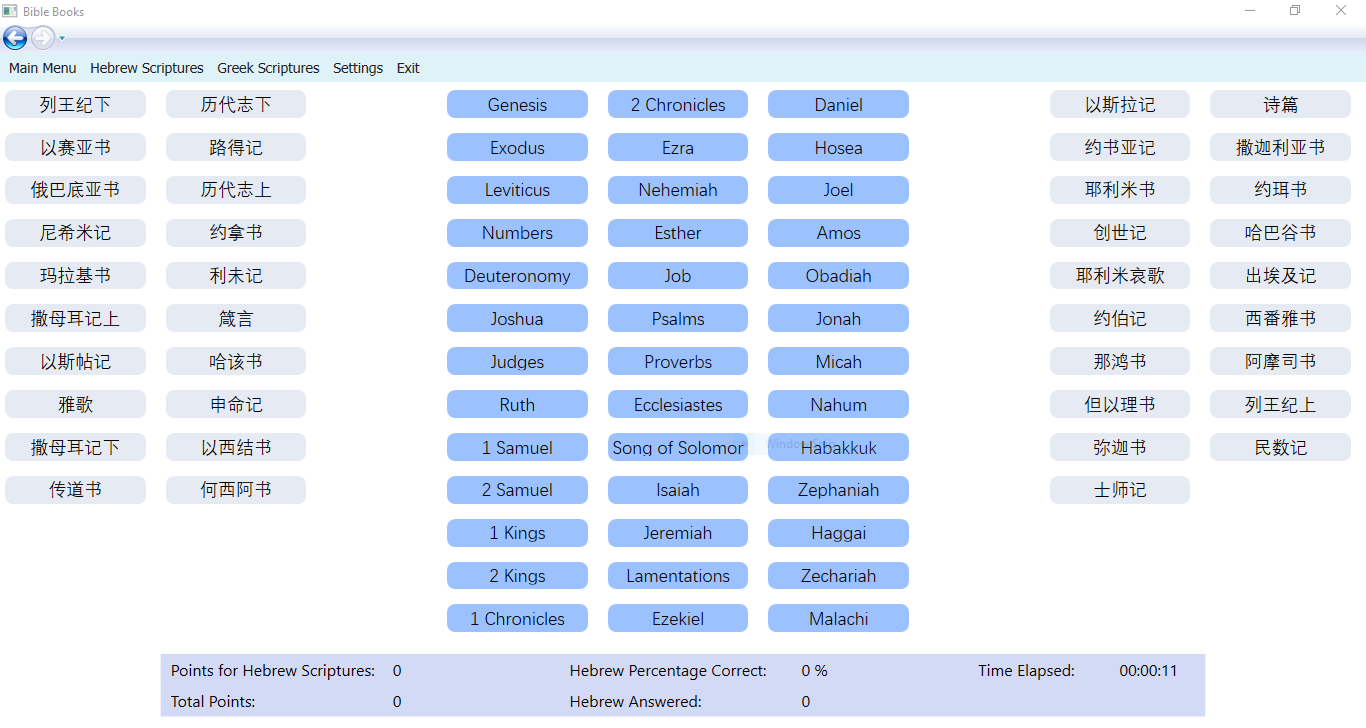 Bible Books
Main Menu Hebrew Scriptures Greek Scriptures Settings Exit
列王纪下 历代志下 Genesis 2 Chronicles Daniel 以斯拉记 诗篇
以赛亚书 路得记 Exodus Ezra Hosea 约书亚记 撒迦利亚书
俄巴底亚书 历代志上 Leviticus Nehemiah Joel 耶利米书 约珥书
尼希米记 约拿书 Numbers Esther Amos 创世记 哈巴谷书
玛拉基书 利未记 Deuteronomy Job Obadiah 耶利米哀歌 出埃及记
撒母耳记上 箴言 Joshua Psalms Jonah 约伯记 西番雅书
以斯帖记 哈该书 Judges Proverbs Micah 那鸿书 阿摩司书
雅歌 申命记 Ruth Ecclesiastes Nahum 但以理书 列王纪上
撒母耳记下 以西结书 1 Samuel Song of Solomor Habakkuk 弥迦书 民数记
传道书 何西阿书 2 Samuel Isaiah Zephaniah 士师记
1 Kings Jeremiah Haggai
2 Kings Lamentations Zechariah
1 Chronicles Ezekiel Malachi
Points for Hebrew Scriptures: 0 Hebrew Percentage Correct: 0 % Time Elapsed: 00:00:11
Total Points: 0 Hebrew Answered: 0